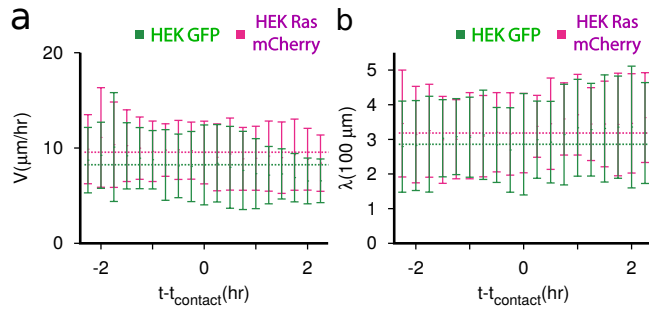 a
HEK GFP
HEK Ras
mCherry
V(μm/hr)
20
10
0
-2
0
2
t-tcontact(hr)
b
HEK GFP
HEK Ras
mCherry
λ(100 μm)
5
4
3
2
1
0
-2
0
2
t-tcontact(hr)